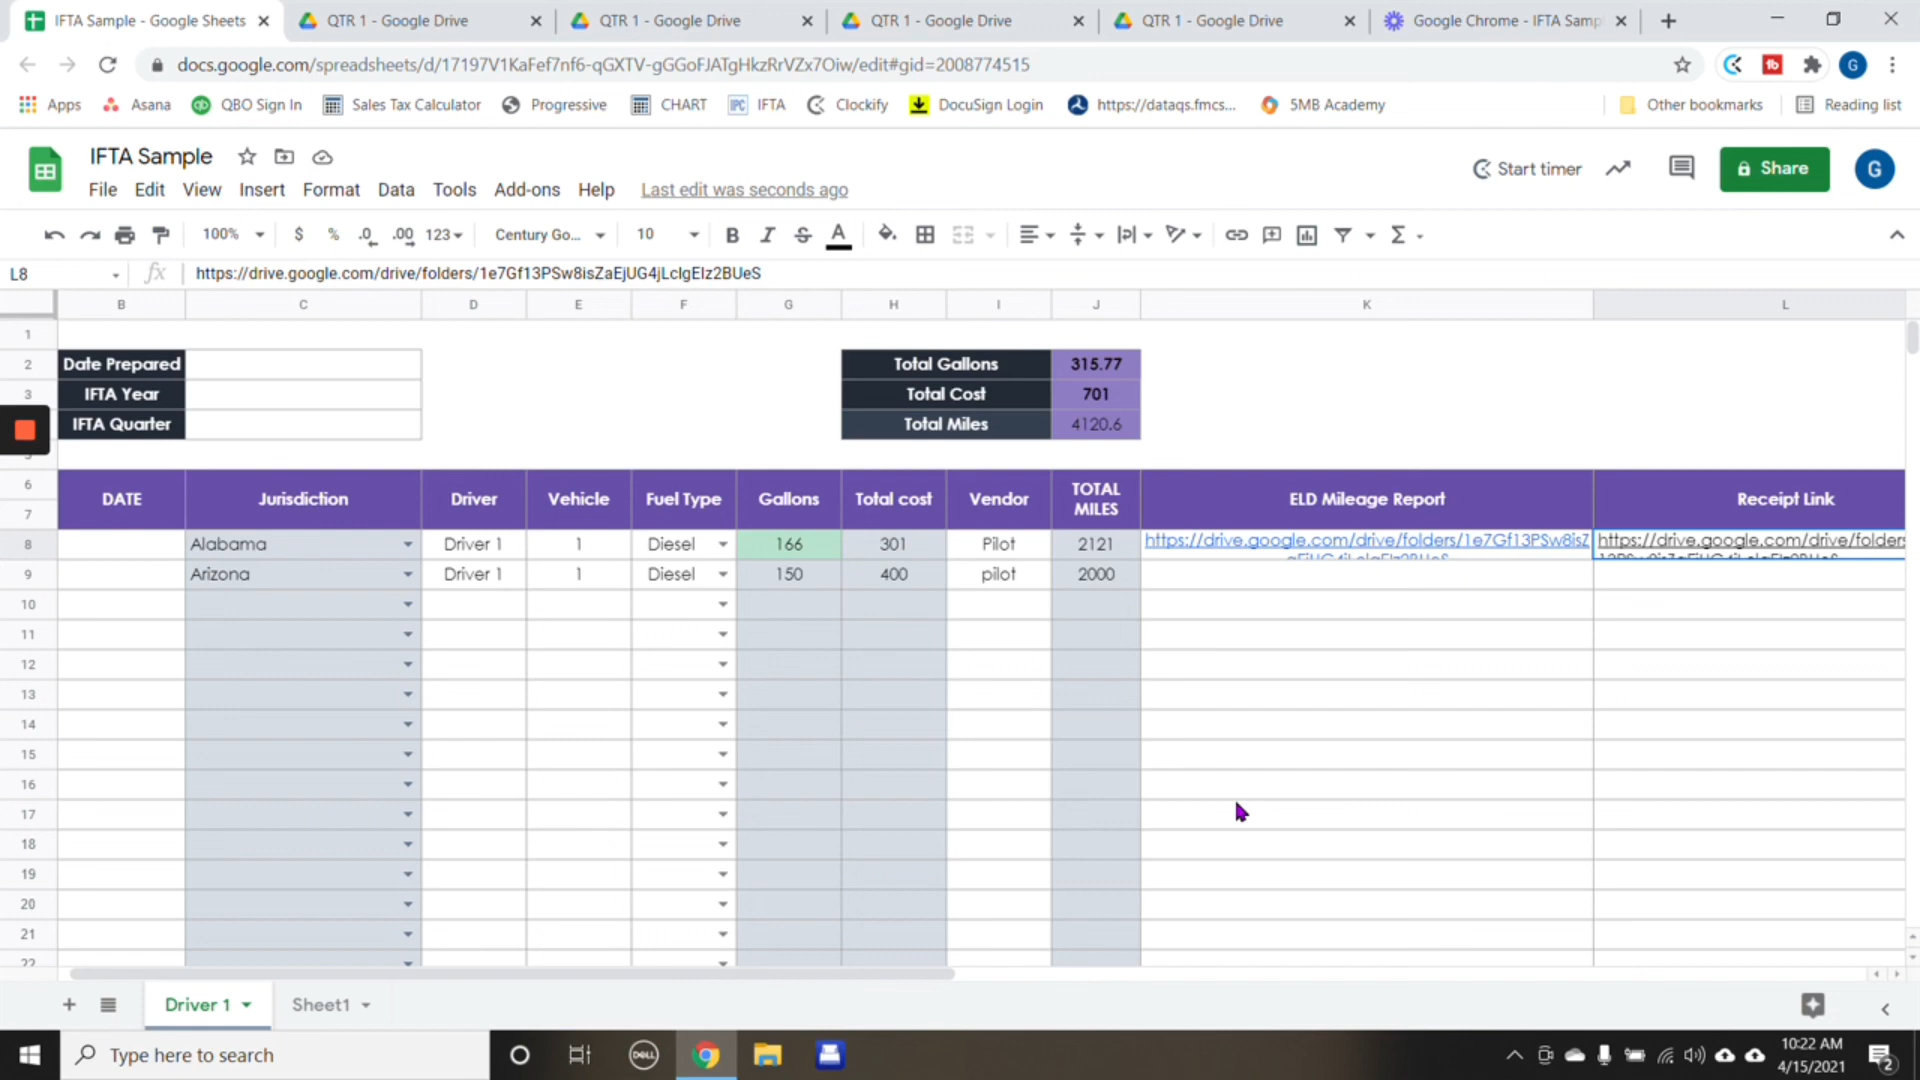 IFTA Sample - Google Sheets
QTR 1 - Google Drive
QTR 1 - Google Drive
QTR 1 - Google Drive
QTR 1 - Google Drive
Google Chrome - IFTA Samp
docs.google.com/spreadsheets/d/17197V1KaFef7nf6-qGXTV-gGGoFJATgHkzRrVZx7Oiw/edit#gid=2008774515
G
Apps
Asana
QBO Sign In
Sales Tax Calculator
Progressive
CHART
IPC IFTA
Clockify
DocuSign Login
https://dataqs.fmcs...
5MB Academy
Other bookmarks
Reading list
IFTA Sample
Start timer
Share
G
File Edit View Insert Format Data Tools Add-ons Help Last edit was seconds ago
100% $ % .0 .00 123 Century Go... 10 B I S A Σ
L8 fx https://drive.google.com/drive/folders/1e7Gf13PSw8isZaEjUG4jLcIgEIz2BUeS
B C D E F G H I J K L
1
2 Date Prepared Total Gallons 315.77
3 IFTA Year Total Cost 701
IFTA Quarter Total Miles 4120.6
6 DATE Jurisdiction Driver Vehicle Fuel Type Gallons Total cost Vendor TOTAL MILES ELD Mileage Report Receipt Link
7
8 Alabama Driver 1 1 Diesel 166 301 Pilot 2121 https://drive.google.com/drive/folders/1e7Gf13PSw8isZ https://drive.google.com/drive/folders
9 Arizona Driver 1 1 Diesel 150 400 pilot 2000
10
11
12
13
14
15
16
17
18
19
20
21
22
Driver 1
Sheet1
Type here to search
DELL
10:22 AM
4/15/2021
2